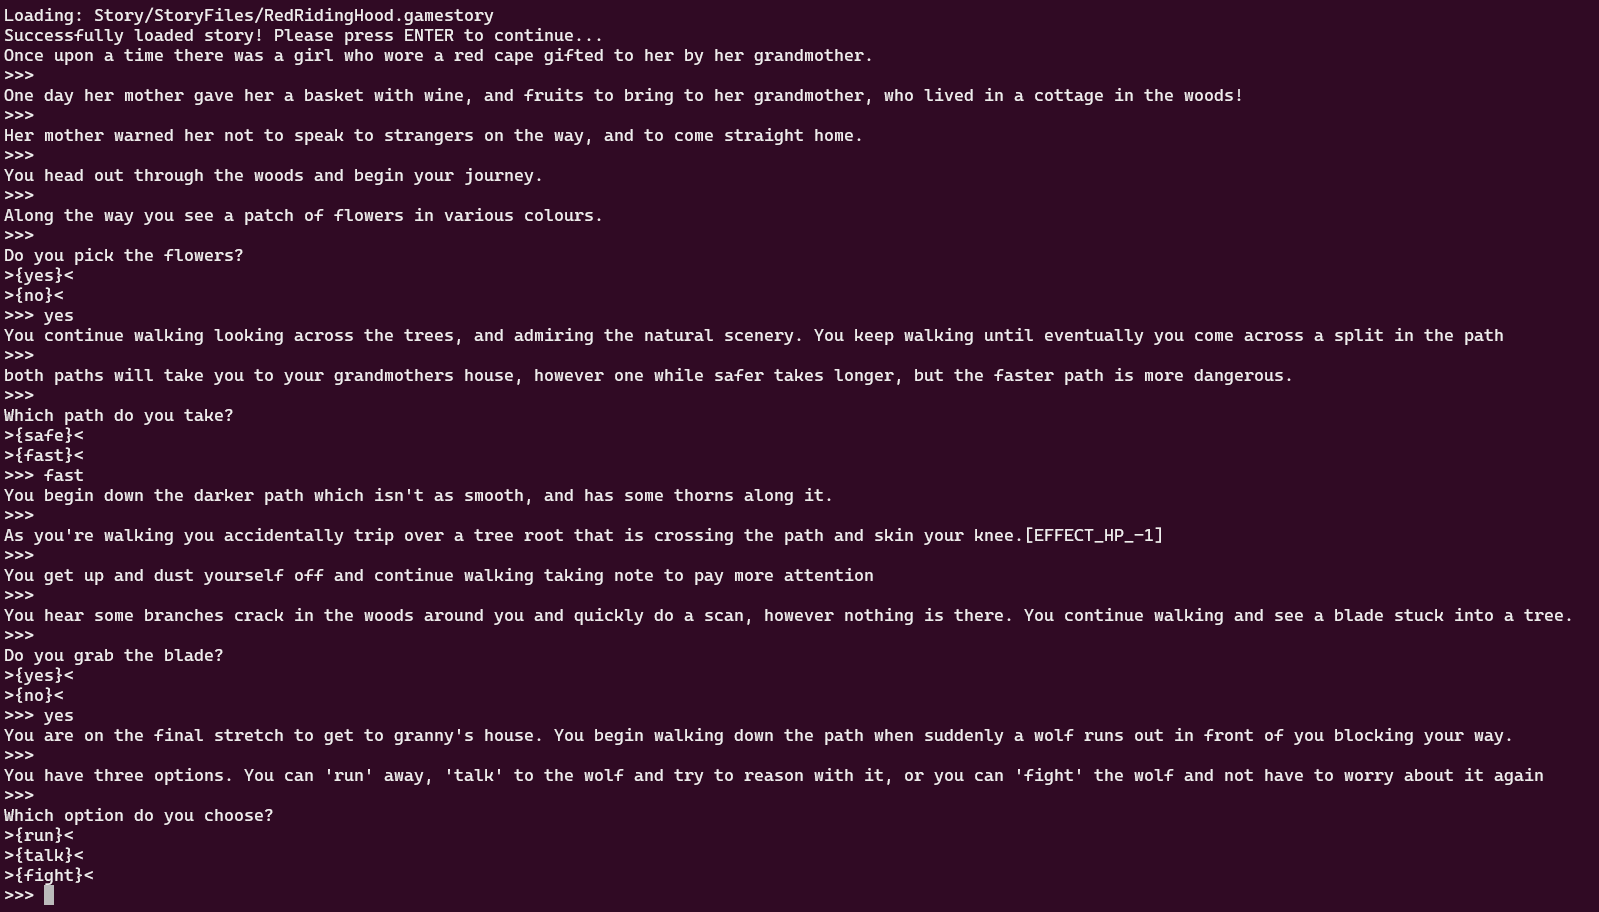 Loading: Story/StoryFiles/RedRidingHood.gamestory
Successfully loaded story! Please press ENTER to continue...
Once upon a time there was a girl who wore a red cape gifted to her by her grandmother.
>>>
One day her mother gave her a basket with wine, and fruits to bring to her grandmother, who lived in a cottage in the woods!
>>>
Her mother warned her not to speak to strangers on the way, and to come straight home.
>>>
You head out through the woods and begin your journey.
>>>
Along the way you see a patch of flowers in various colours.
>>>
Do you pick the flowers?
>{yes}<
>{no}<
>>> yes
You continue walking looking across the trees, and admiring the natural scenery. You keep walking until eventually you come across a split in the path
>>>
both paths will take you to your grandmothers house, however one while safer takes longer, but the faster path is more dangerous.
>>>
Which path do you take?
>{safe}<
>{fast}<
>>> fast
You begin down the darker path which isn't as smooth, and has some thorns along it.
>>>
As you're walking you accidentally trip over a tree root that is crossing the path and skin your knee.[EFFECT_HP_-1]
>>>
You get up and dust yourself off and continue walking taking note to pay more attention
>>>
You hear some branches crack in the woods around you and quickly do a scan, however nothing is there. You continue walking and see a blade stuck into a tree.
>>>
Do you grab the blade?
>{yes}<
>{no}<
>>> yes
You are on the final stretch to get to granny's house. You begin walking down the path when suddenly a wolf runs out in front of you blocking your way.
>>>
You have three options. You can 'run' away, 'talk' to the wolf and try to reason with it, or you can 'fight' the wolf and not have to worry about it again
>>>
Which option do you choose?
>{run}<
>{talk}<
>{fight}<
>>>